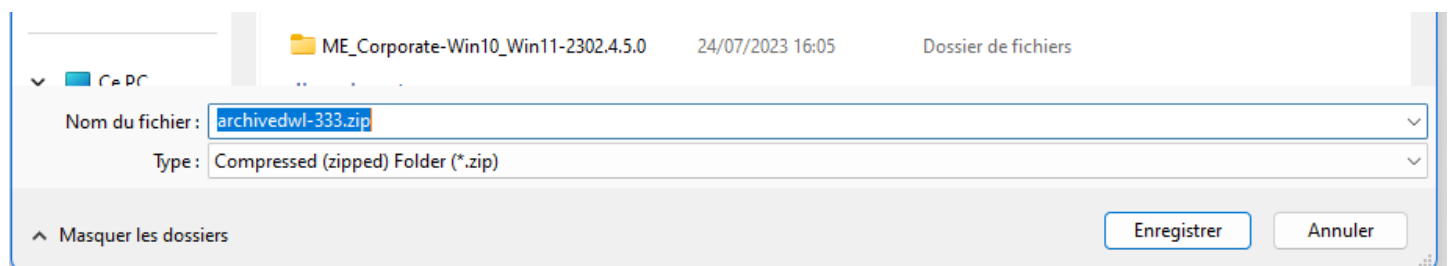 ME_Corporate-Win10_Win11-2302.4.5.0 24/07/2023 16:05 Dossier de fichiers
Ce PC
Nom du fichier : archivedwl-333.zip
Type : Compressed (zipped) Folder (*.zip)
Masquer les dossiers Enregistrer Annuler